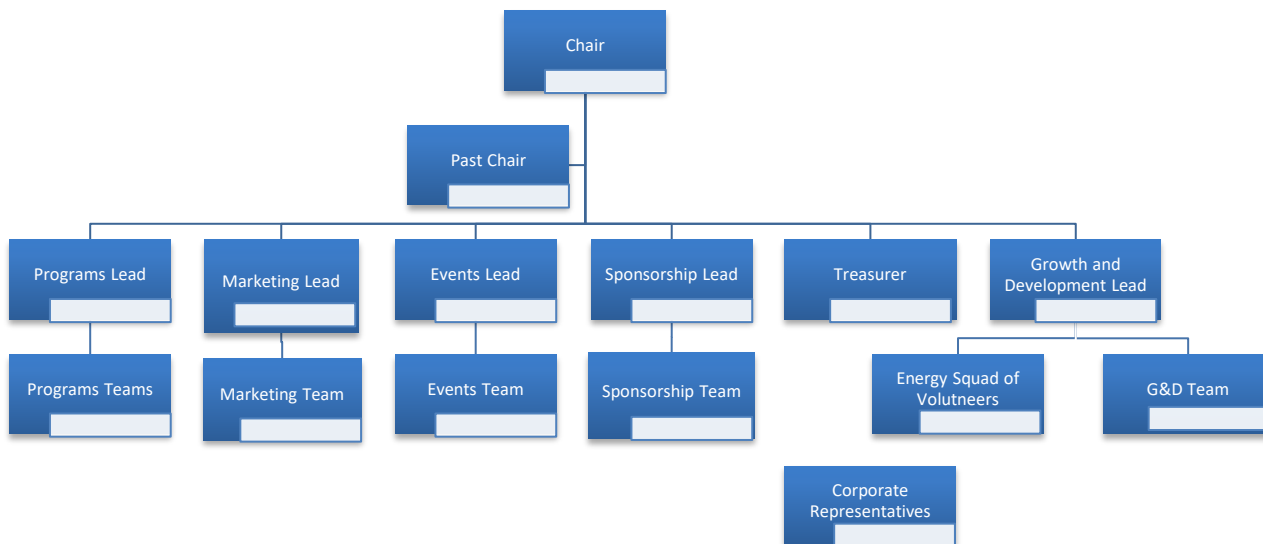 Chair
Past Chair
Programs Lead
Marketing Lead
Events Lead
Sponsorship Lead
Treasurer
Growth and
Development Lead
Programs Teams
Marketing Team
Events Team
Sponsorship Team
Energy Squad of
Volutneers
G&D Team
Corporate
Representatives